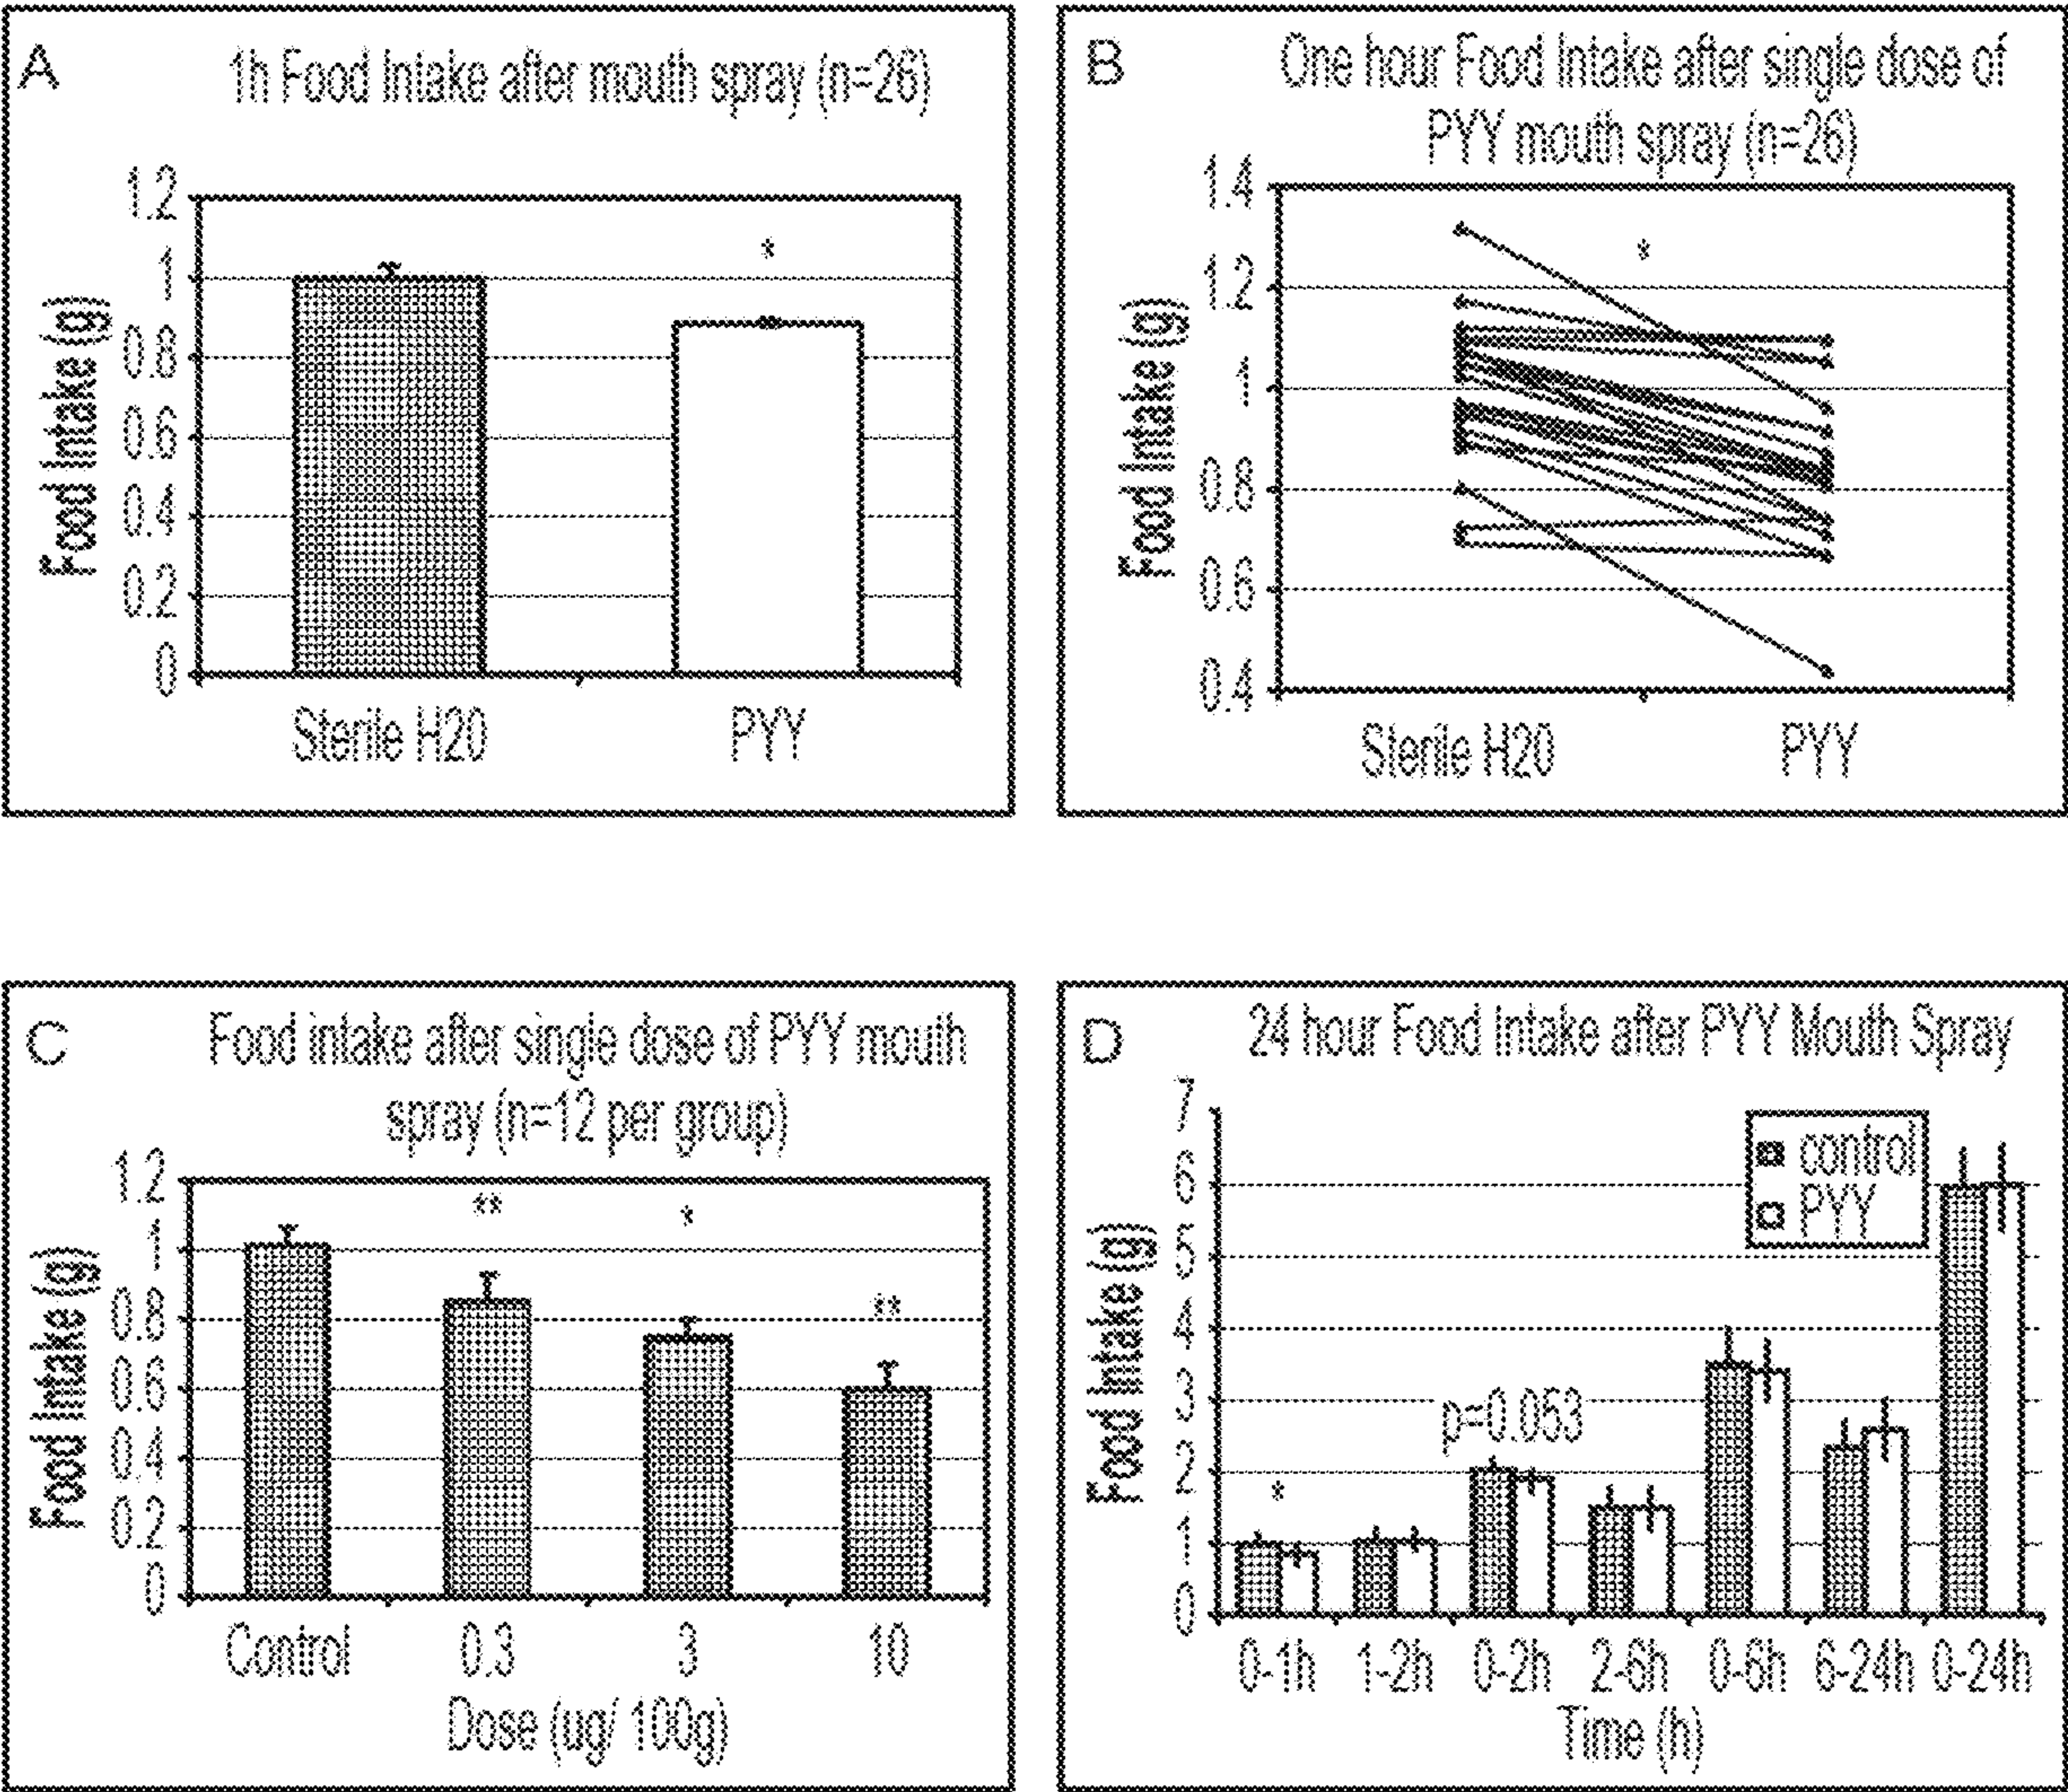 A
1h Food Intake after mouth spray (n=26)
1.2
1
0.8
0.6
0.4
0.2
0
Food Intake (g)
*
Sterile H20
PYY
B
One hour Food Intake after single dose of
PYY mouth spray (n=26)
1.4
1.2
1
0.8
0.6
0.4
Food Intake (g)
*
Sterile H20
PYY
C
Food intake after single dose of PYY mouth
spray (n=12 per group)
1.2
1
0.8
0.6
0.4
0.2
0
Food Intake (g)
**
*
**
Control
0.3
3
10
Dose (ug/ 100g)
D
24 hour Food Intake after PYY Mouth Spray
7
6
5
4
3
2
1
0
Food Intake (g)
control
PYY
*
p=0.053
0-1h
1-2h
0-2h
2-6h
0-6h
6-24h
0-24h
Time (h)